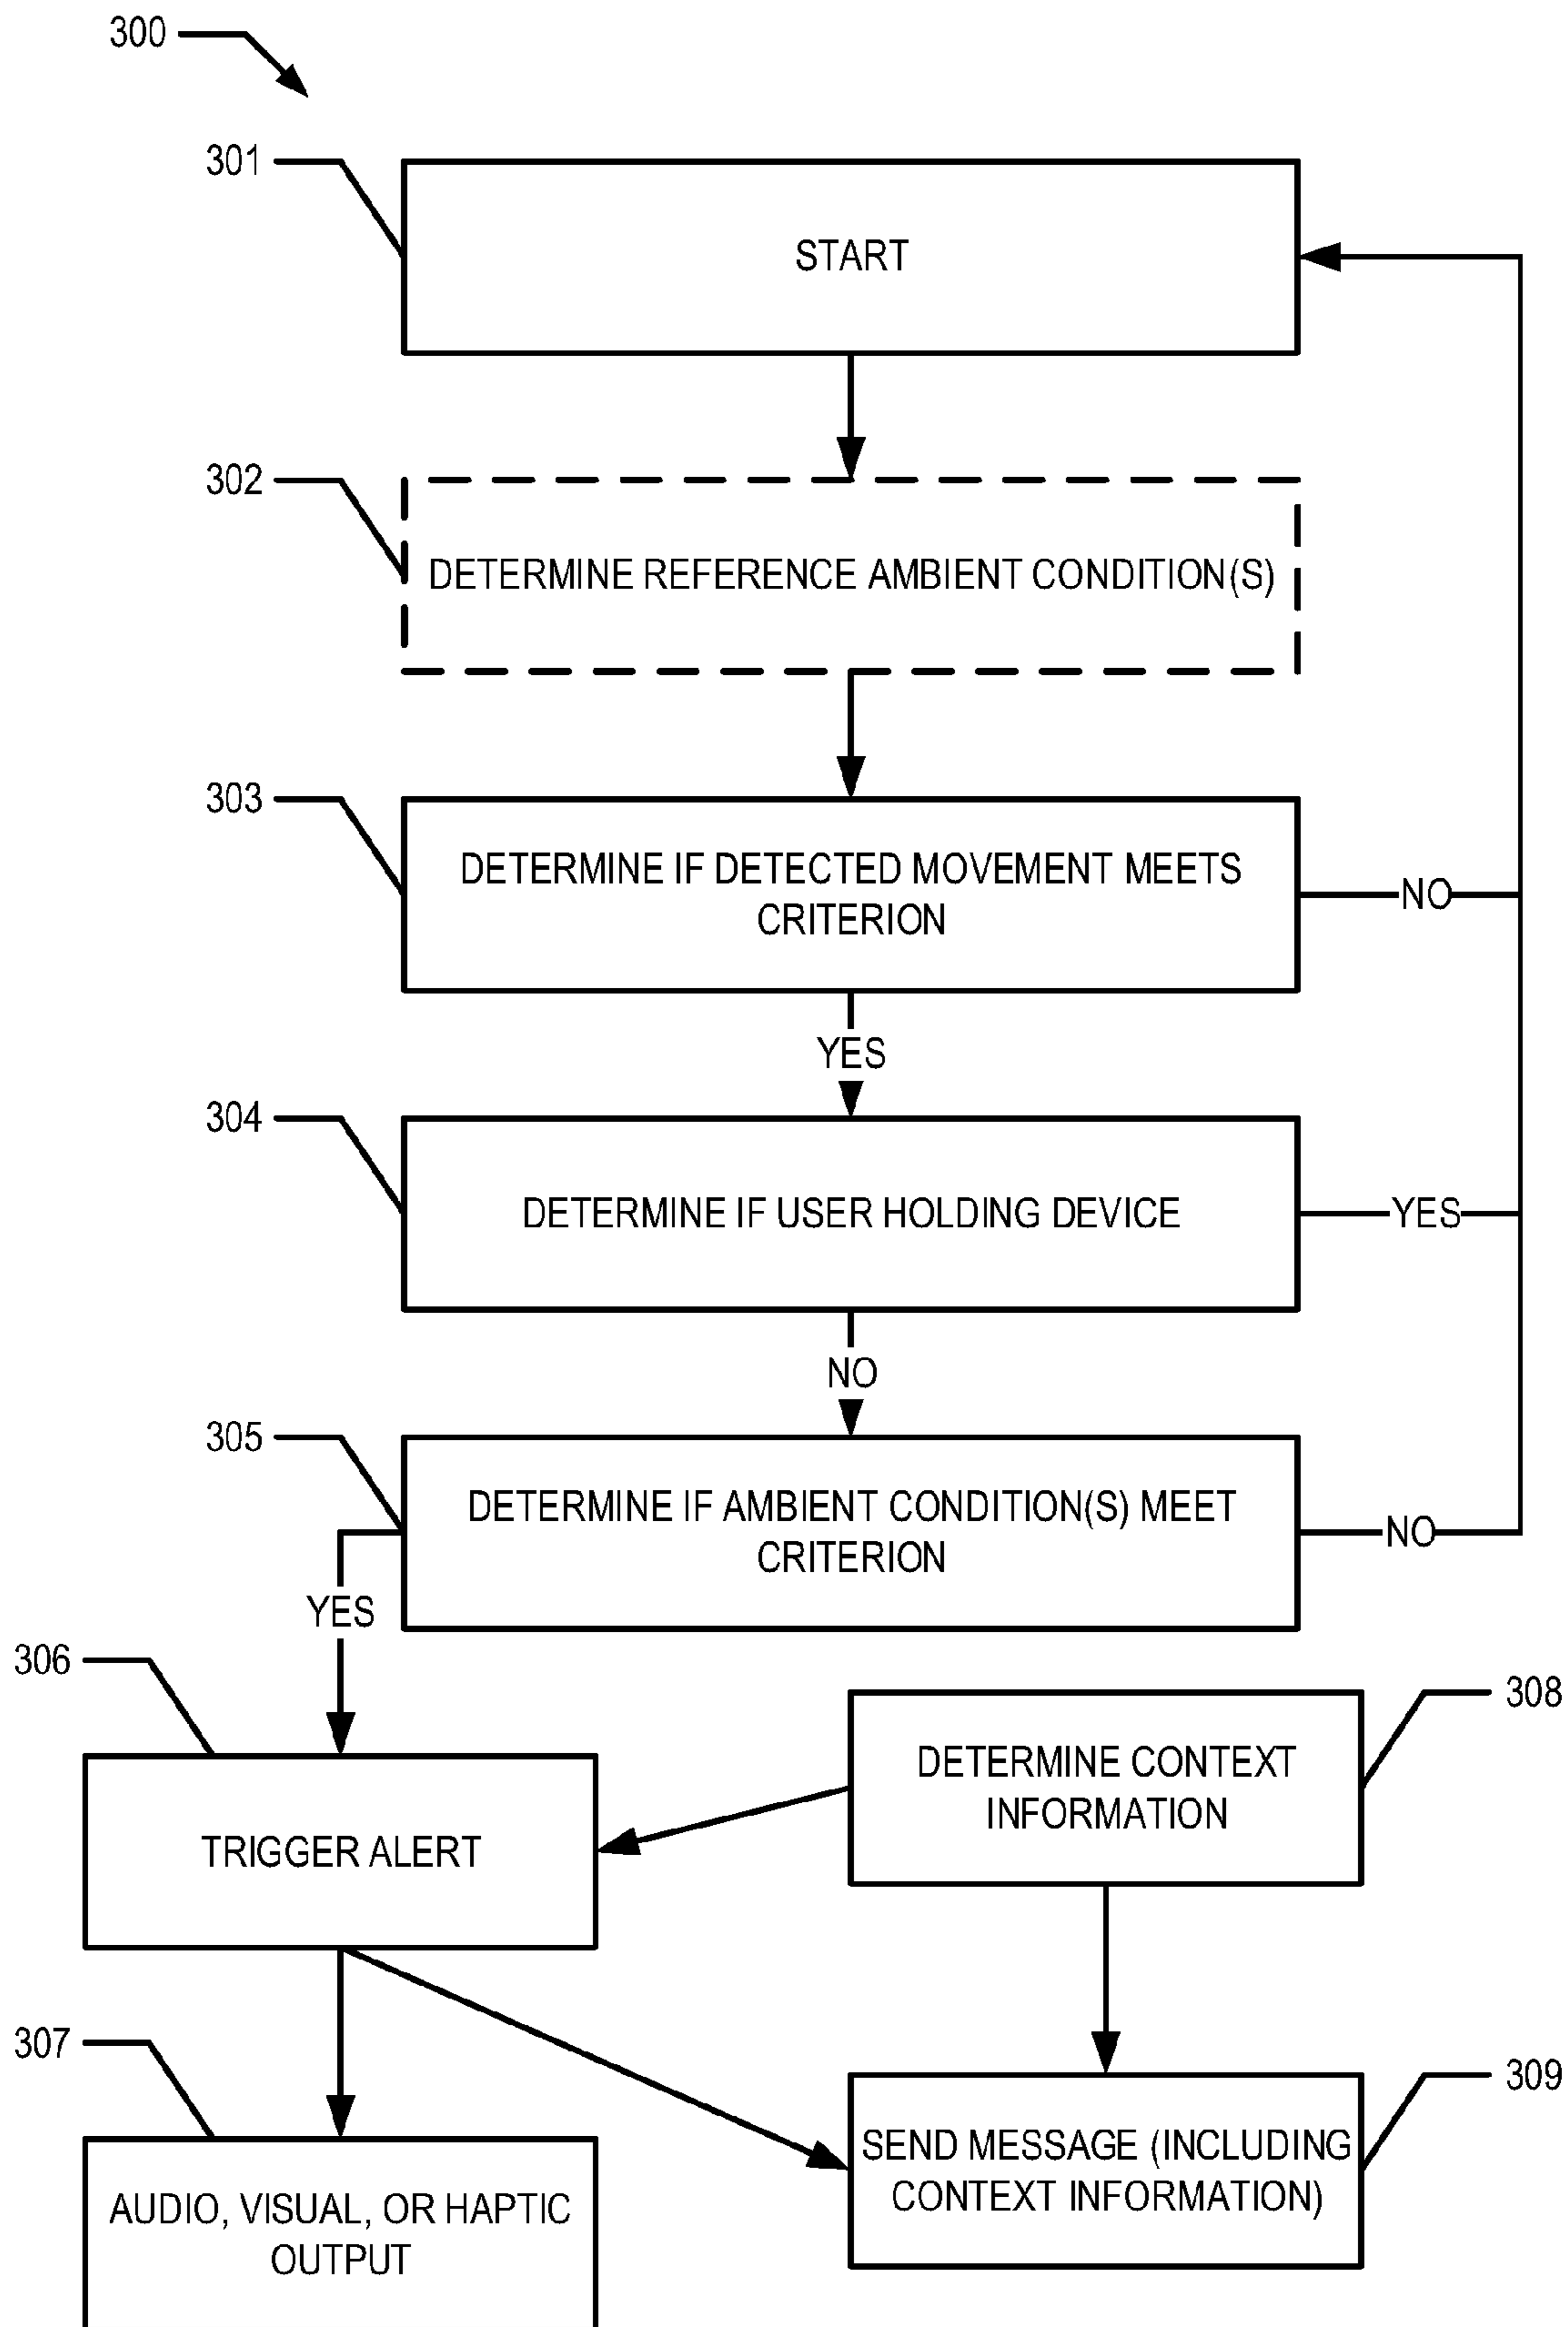 300
301
START
302
DETERMINE REFERENCE AMBIENT CONDITION(S)
303
DETERMINE IF DETECTED MOVEMENT MEETS
CRITERION
NO
YES
304
DETERMINE IF USER HOLDING DEVICE
YES
NO
305
DETERMINE IF AMBIENT CONDITION(S) MEET
CRITERION
NO
YES
306
TRIGGER ALERT
308
DETERMINE CONTEXT
INFORMATION
307
AUDIO, VISUAL, OR HAPTIC
OUTPUT
309
SEND MESSAGE (INCLUDING
CONTEXT INFORMATION)